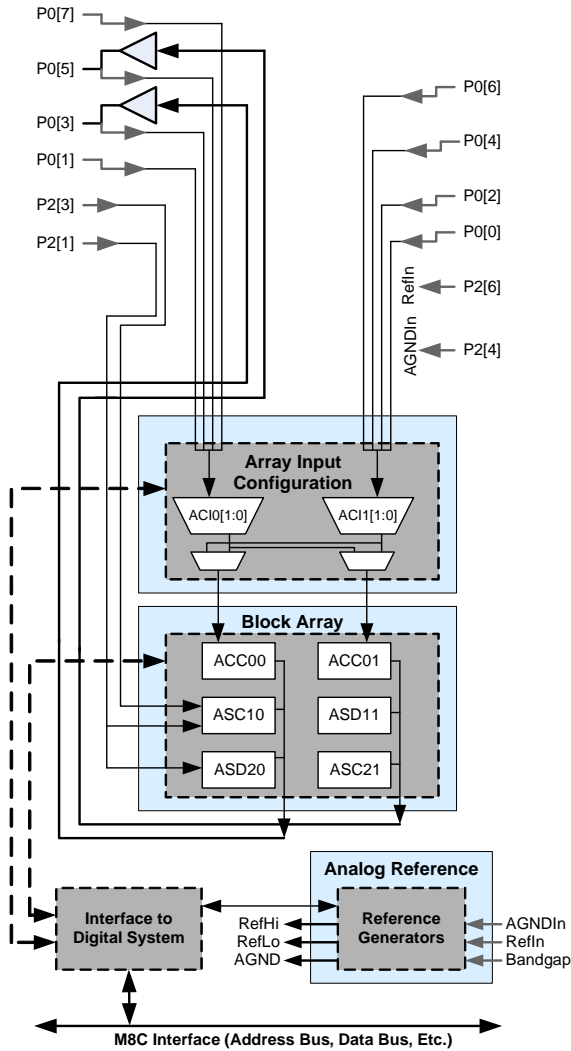 P0[7]
P0[5]
P0[3]
P0[1]
P2[3]
P2[1]
P0[6]
P0[4]
P0[2]
P0[0]
P2[6]
P2[4]
RefIn
AGNDIn
Array Input
Configuration
ACI0[1:0]
ACI1[1:0]
Block Array
ACC00
ACC01
ASC10
ASD11
ASD20
ASC21
Analog Reference
Interface to
Digital System
RefHi
RefLo
AGND
Reference
Generators
AGNDIn
RefIn
Bandgap
M8C Interface (Address Bus, Data Bus, Etc.)